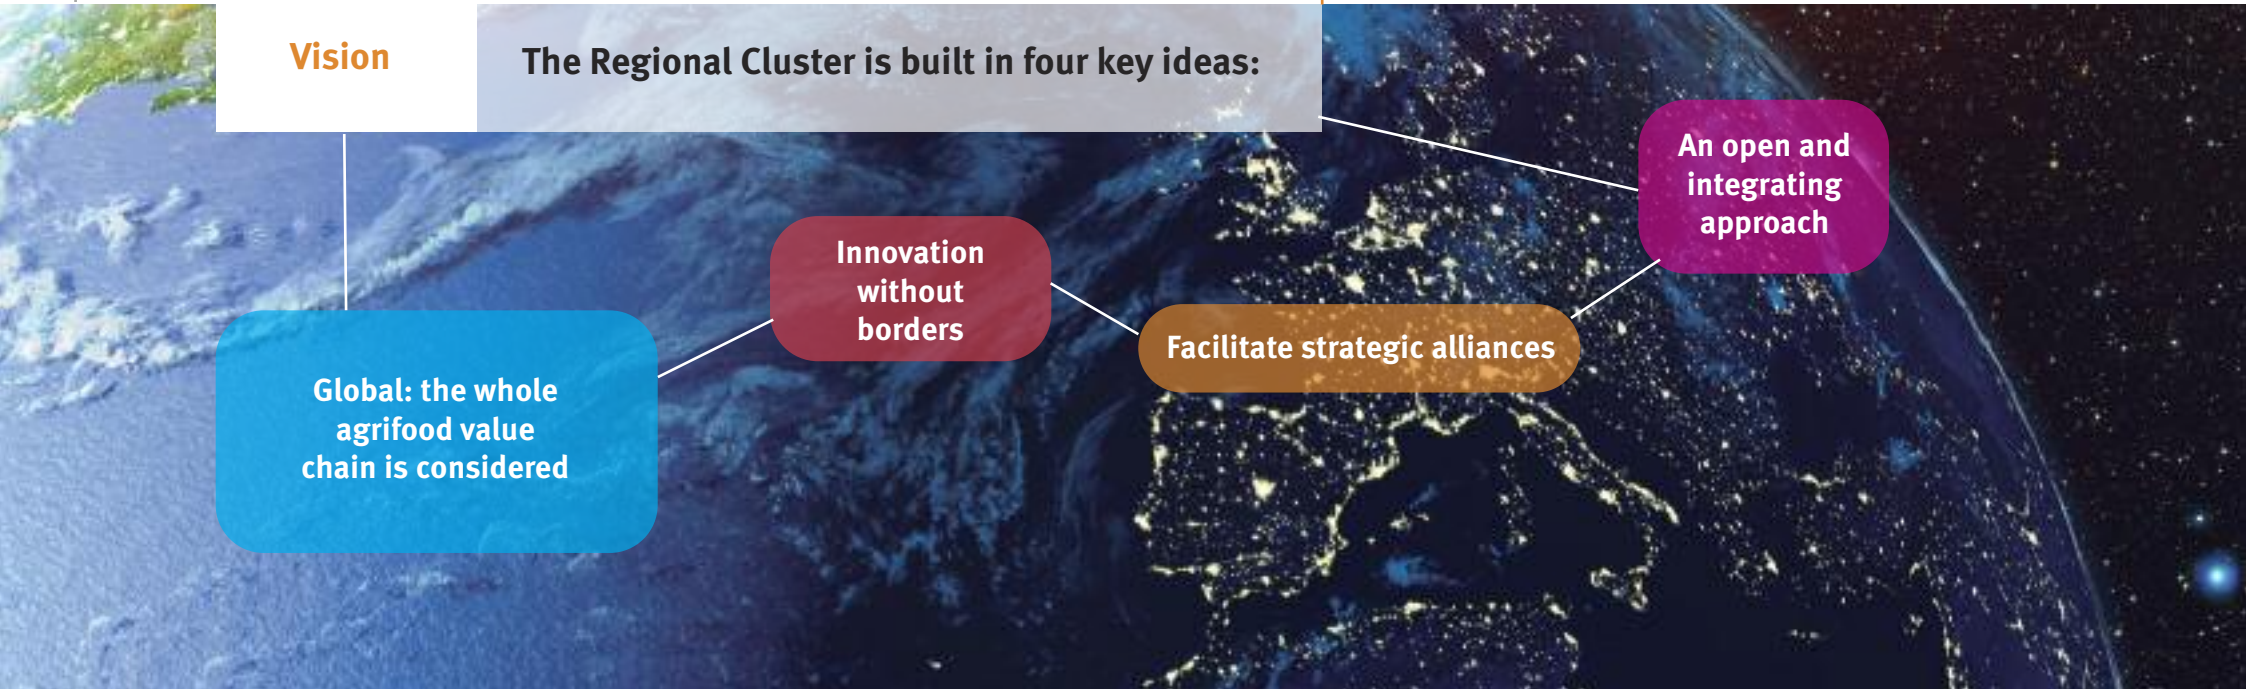 Vision
The Regional Cluster is built in four key ideas:
Global: the whole
agrifood value
chain is considered
Innovation
without
borders
Facilitate strategic alliances
An open and
integrating
approach